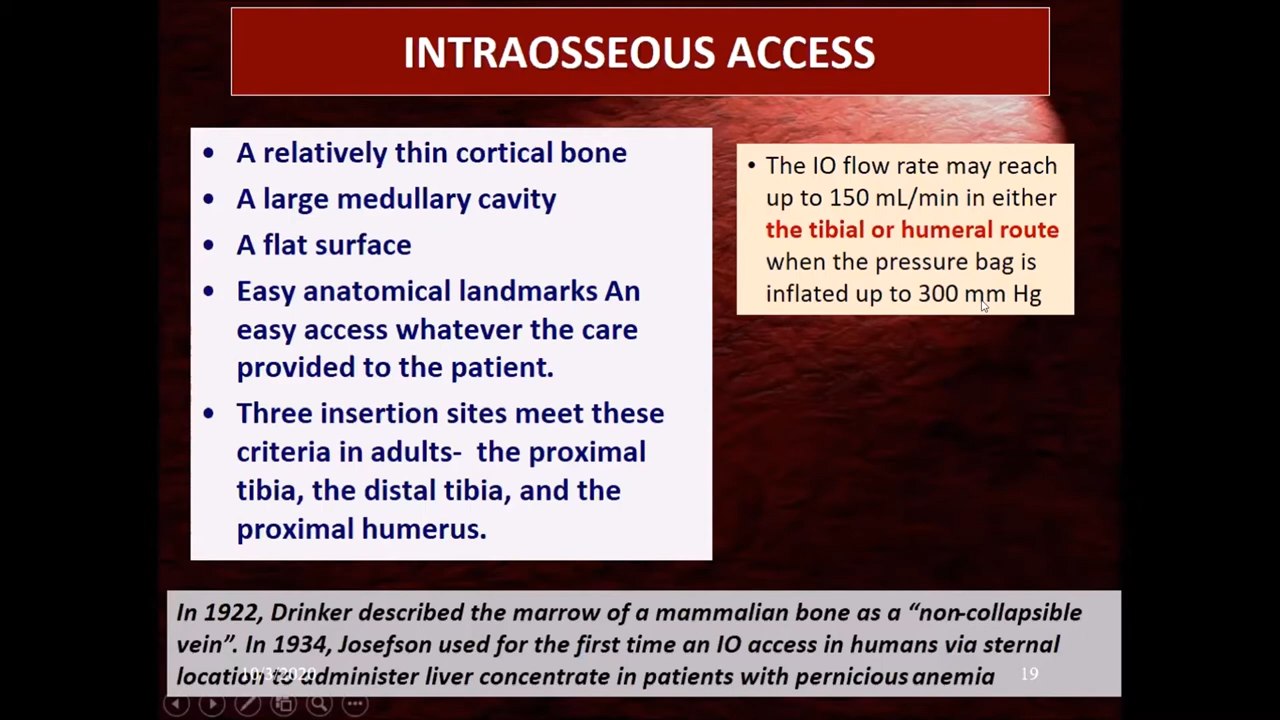 INTRAOSSEOUS ACCESS
• A relatively thin cortical bone
• A large medullary cavity
• A flat surface
• Easy anatomical landmarks An
easy access whatever the care
provided to the patient.
• Three insertion sites meet these
criteria in adults- the proximal
tibia, the distal tibia, and the
proximal humerus.
• The IO flow rate may reach
up to 150 mL/min in either
the tibial or humeral route
when the pressure bag is
inflated up to 300 mm Hg
In 1922, Drinker described the marrow of a mammalian bone as a “non-collapsible
vein”. In 1934, Josefson used for the first time an IO access in humans via sternal
location to administer liver concentrate in patients with pernicious anemia
10/3/2020
19